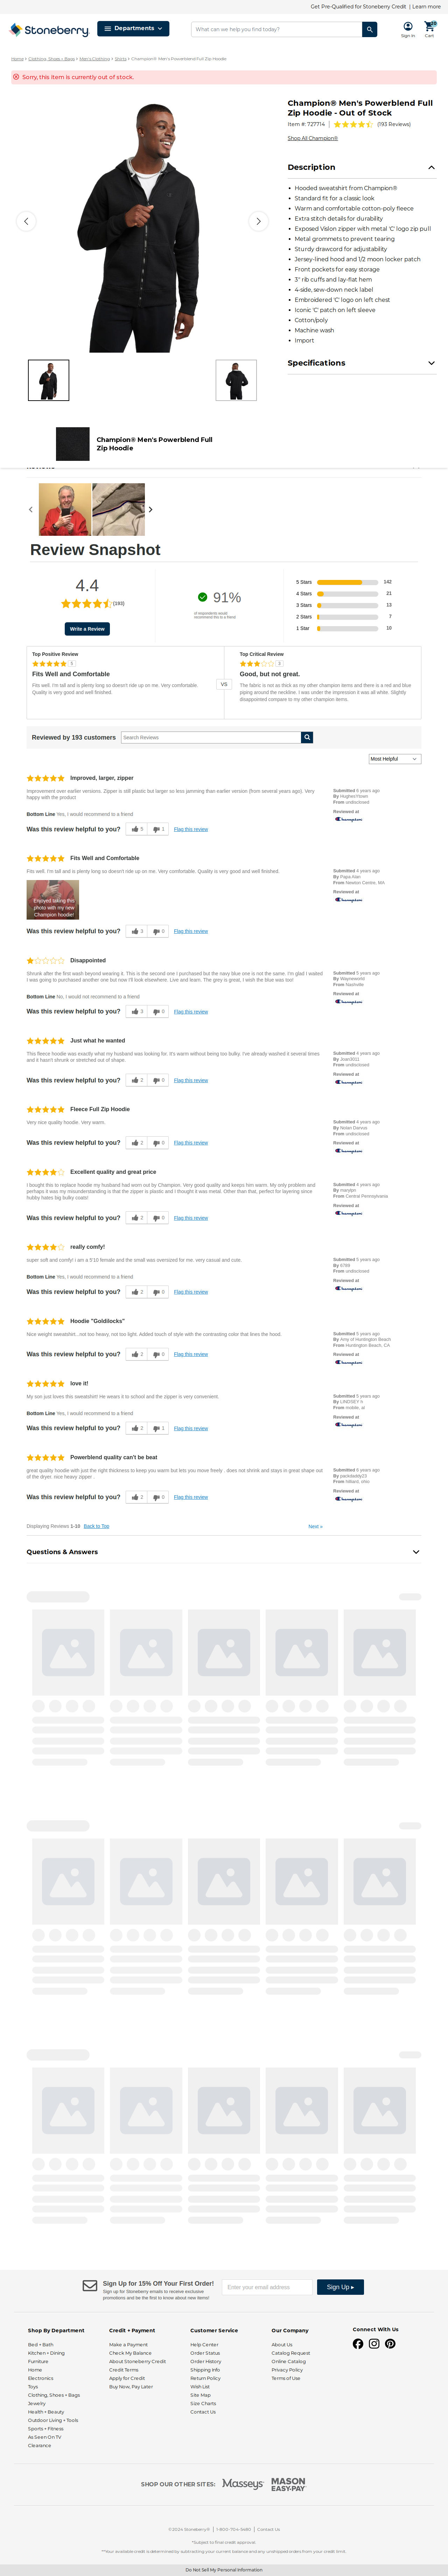 Get Pre-Qualified for Stoneberry Credit | Learn more
Stoneberry
Departments
What can we help you find today?
Sign in
Cart
Home > Clothing, Shoes + Bags > Men's Clothing > Shirts > Champion® Men's Powerblend Full Zip Hoodie
Sorry, this item is currently out of stock.
Champion® Men's Powerblend Full Zip Hoodie - Out of Stock
Item #: 727714 | (193 Reviews)
Shop All Champion®
Description
Hooded sweatshirt from Champion®
Standard fit for a classic look
Warm and comfortable cotton-poly fleece
Extra stitch details for durability
Exposed Vislon zipper with metal 'C' logo zip pull
Metal grommets to prevent tearing
Sturdy drawcord for adjustability
Jersey-lined hood and 1/2 moon locker patch
Front pockets for easy storage
3" rib cuffs and lay-flat hem
4-side, sew-down neck label
Embroidered 'C' logo on left chest
Iconic 'C' patch on left sleeve
Cotton/poly
Machine wash
Import
Specifications
Champion® Men's Powerblend Full Zip Hoodie
Review Snapshot
4.4
(193)
Write a Review
91%
of respondents would recommend this to a friend
5 Stars 142
4 Stars 21
3 Stars 13
2 Stars 7
1 Star 10
Top Positive Review
5
Fits Well and Comfortable
Fits well. I'm tall and is plenty long so doesn't ride up on me. Very comfortable. Quality is very good and well finished.
VS
Top Critical Review
3
Good, but not great.
The fabric is not as thick as my other champion items and there is a red and blue piping around the neckline. I was under the impression it was all white. Slightly disappointed compare to my other champion items.
Reviewed by 193 customers
Search Reviews
Most Helpful
Improved, larger, zipper
Improvement over earlier versions. Zipper is still plastic but larger so less jamming than earlier version (from several years ago). Very happy with the product
Bottom Line Yes, I would recommend to a friend
Was this review helpful to you? 5 1 Flag this review
Submitted 6 years ago
By HughesYmwn
From undisclosed
Reviewed at
Champion
Fits Well and Comfortable
Fits well. I'm tall and is plenty long so doesn't ride up on me. Very comfortable. Quality is very good and well finished.
Enjoyed taking this photo with my new Champion hoodie!
Was this review helpful to you? 3 0 Flag this review
Submitted 4 years ago
By Papa Alan
From Newton Center, MA
Reviewed at
Champion
Disappointed
Shrunk after the first wash beyond wearing it. This is the second one I purchased but the navy blue one is not the same. I'm glad I waited I was going to purchased another one but now I'll look elsewhere. Live and learn. The grey is great, I wish the blue was too!
Bottom Line No, I would not recommend to a friend
Was this review helpful to you? 3 0 Flag this review
Submitted 5 years ago
By Wayneworld
From Nashville
Reviewed at
Champion
Just what he wanted
This fleece hoodie was exactly what my husband was looking for. It's warm without being too bulky. I've already washed it several times and it hasn't shrunk or stretched out of shape.
Was this review helpful to you? 2 0 Flag this review
Submitted 4 years ago
By Joan9311
From undisclosed
Reviewed at
Champion
Fleece Full Zip Hoodie
Very nice quality hoodie. Very warm.
Was this review helpful to you? 2 0 Flag this review
Submitted 4 years ago
By Nolan Darvus
From undisclosed
Reviewed at
Champion
Excellent quality and great price
I bought this to replace hoodie my husband had worn out by Champion. Very good quality and keeps him warm. My only problem and perhaps it was my misunderstanding is that the zipper is plastic and I thought it was metal. Other than that, perfect for layering since hubby hates big bulky coats!
Was this review helpful to you? 2 0 Flag this review
Submitted 4 years ago
By marylyn
From Central Pennsylvania
Reviewed at
Champion
really comfy!
super soft and comfy! i am a 5'10 female and the small was oversized for me. very casual and cute.
Bottom Line Yes, I would recommend to a friend
Was this review helpful to you? 2 0 Flag this review
Submitted 5 years ago
By 6789
From undisclosed
Reviewed at
Champion
Hoodie "Goldilocks"
Nice weight sweatshirt...not too heavy, not too light. Added touch of style with the contrasting color that lines the hood.
Was this review helpful to you? 2 0 Flag this review
Submitted 5 years ago
By Amy of Huntington Beach
From Huntington Beach, CA
Reviewed at
Champion
love it!
My son just loves this sweatshirt! He wears it to school and the zipper is very convenient.
Bottom Line Yes, I would recommend to a friend
Was this review helpful to you? 2 1 Flag this review
Submitted 5 years ago
By LINDSEY h
From mobile, al
Reviewed at
Champion
Powerblend quality can't be beat
great quality hoodie with just the right thickness to keep you warm but lets you move freely . does not shrink and stays in great shape out of the dryer. nice heavy zipper .
Was this review helpful to you? 2 0 Flag this review
Submitted 6 years ago
By packdaddy23
From hilliard, ohio
Reviewed at
Champion
Displaying Reviews 1-10 Back to Top
Next »
Questions & Answers
Sign Up for 15% Off Your First Order!
Sign up for Stoneberry emails to receive exclusive promotions and be the first to know about new items!
Enter your email address
Sign Up ▸
Shop By Department
Bed + Bath
Kitchen + Dining
Furniture
Home
Electronics
Toys
Clothing, Shoes + Bags
Jewelry
Health + Beauty
Outdoor Living + Tools
Sports + Fitness
As Seen On TV
Clearance
Credit + Payment
Make a Payment
Check My Balance
About Stoneberry Credit
Credit Terms
Apply for Credit
Buy Now, Pay Later
Customer Service
Help Center
Order Status
Order History
Shipping Info
Return Policy
Wish List
Site Map
Size Charts
Contact Us
Our Company
About Us
Catalog Request
Online Catalog
Privacy Policy
Terms of Use
Connect With Us
SHOP OUR OTHER SITES:
Masseys
MASON EASY-PAY
©2024 Stoneberry® | 1-800-704-5480 | Contact Us
*Subject to final credit approval.
**Your available credit is determined by subtracting your current balance and any unshipped orders from your credit limit.
Do Not Sell My Personal Information